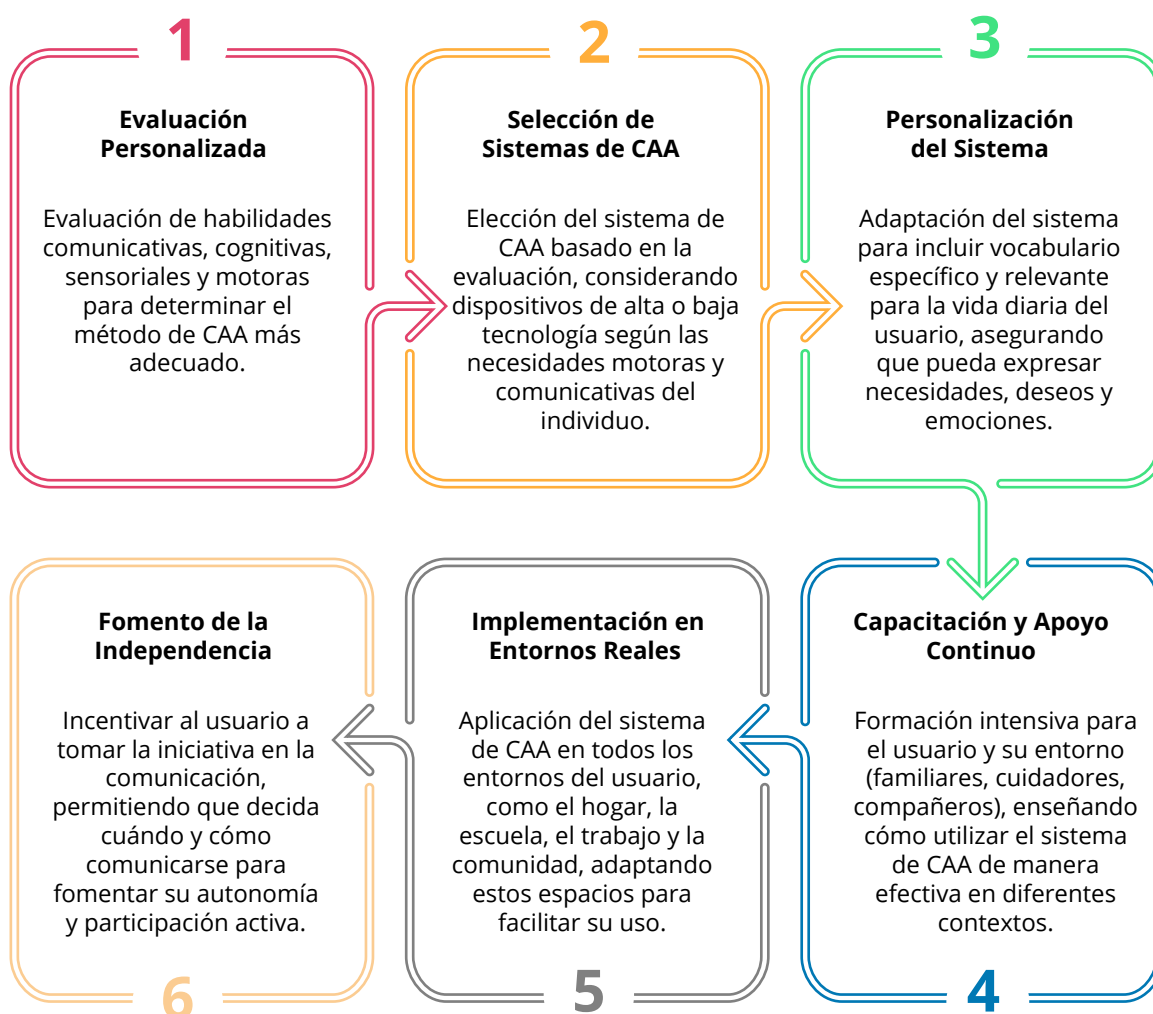 1
Evaluación
Personalizada
Evaluación de habilidades
comunicativas, cognitivas,
sensoriales y motoras
para determinar el
método de CAA más
adecuado.
2
Selección de
Sistemas de CAA
Elección del sistema de
CAA basado en la
evaluación, considerando
dispositivos de alta o baja
tecnología según las
necesidades motoras y
comunicativas del
individuo.
3
Personalización
del Sistema
Adaptación del sistema
para incluir vocabulario
específico y relevante
para la vida diaria del
usuario, asegurando
que pueda expresar
necesidades, deseos y
emociones.
Capacitación y Apoyo
Continuo
Formación intensiva para
el usuario y su entorno
(familiares, cuidadores,
compañeros), enseñando
cómo utilizar el sistema
de CAA de manera
efectiva en diferentes
contextos.
4
Implementación en
Entornos Reales
Aplicación del sistema
de CAA en todos los
entornos del usuario,
como el hogar, la
escuela, el trabajo y la
comunidad, adaptando
estos espacios para
facilitar su uso.
5
Fomento de la
Independencia
Incentivar al usuario a
tomar la iniciativa en la
comunicación,
permitiendo que decida
cuándo y cómo
comunicarse para
fomentar su autonomía
y participación activa.
6